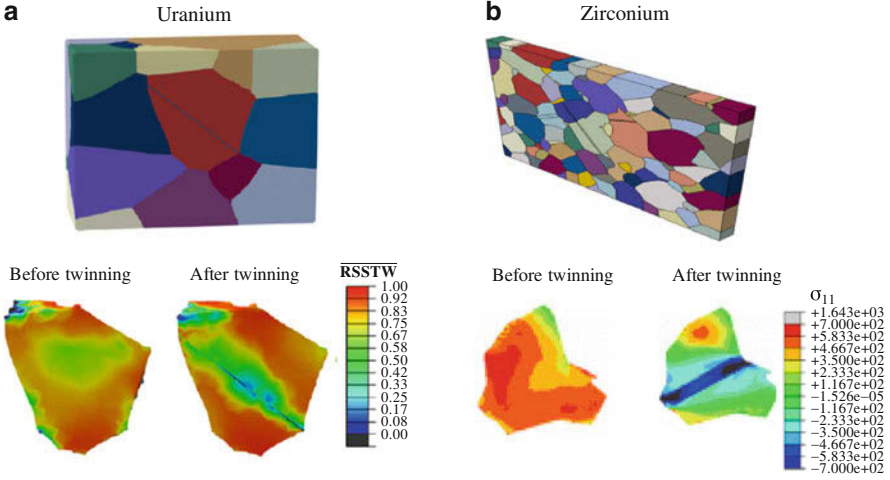 a
Uranium
b
Zirconium
Before twinning
After twinning
RSSTW
1.00
0.92
0.83
0.75
0.67
0.58
0.50
0.42
0.33
0.25
0.17
0.08
0.00
Before twinning
After twinning
σ11
+1.643e+03
+7.000e+02
+5.833e+02
+4.667e+02
+3.500e+02
+2.333e+02
+1.167e+02
−1.526e−05
−1.167e+02
−2.333e+02
−3.500e+02
−4.667e+02
−5.833e+02
−7.000e+02